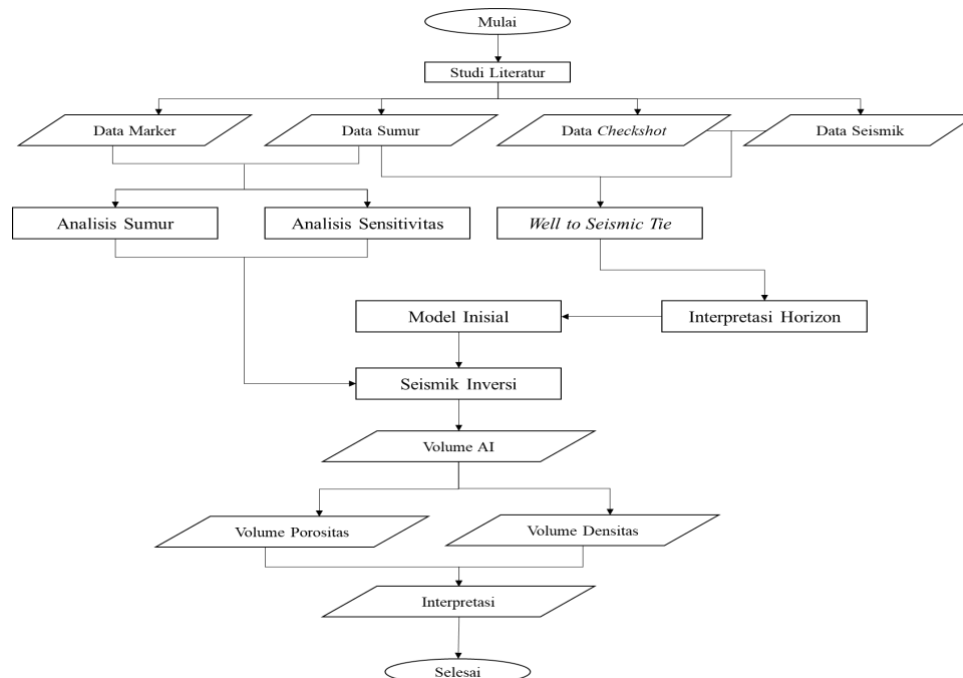 Mulai
Studi Literatur
Data Marker
Data Sumur
Data Checkshot
Data Seismik
Analisis Sumur
Analisis Sensitivitas
Well to Seismic Tie
Model Inisial
Interpretasi Horizon
Seismik Inversi
Volume AI
Volume Porositas
Volume Densitas
Interpretasi
Selesai